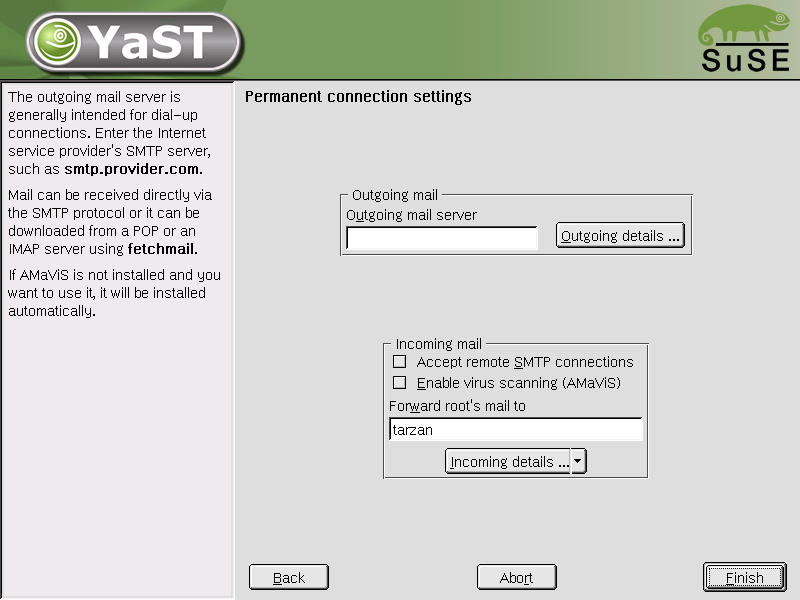 YaST
SuSE
The outgoing mail server is
generally intended for dial-up
connections. Enter the Internet
service provider's SMTP server,
such as smtp.provider.com.
Mail can be received directly via
the SMTP protocol or it can be
downloaded from a POP or an
IMAP server using fetchmail.
If AMaViS is not installed and you
want to use it, it will be installed
automatically.
Permanent connection settings
Outgoing mail
Outgoing mail server
Outgoing details ...
Incoming mail
Accept remote SMTP connections
Enable virus scanning (AMaViS)
Forward root's mail to
tarzan
Incoming details ...
Back
Abort
Finish